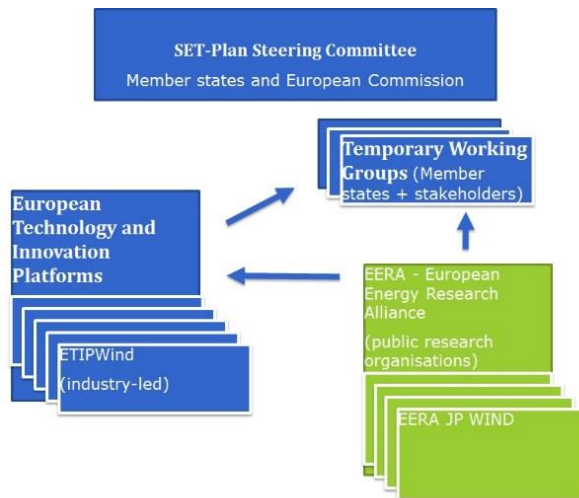 SET-Plan Steering Committee
Member states and European Commission
Temporary Working
Groups (Member
states + stakeholders)
European
Technology and
Innovation
Platforms
ETIPWind
(industry-led)
EERA - European
Energy Research
Alliance
(public research
organisations)
EERA JP WIND